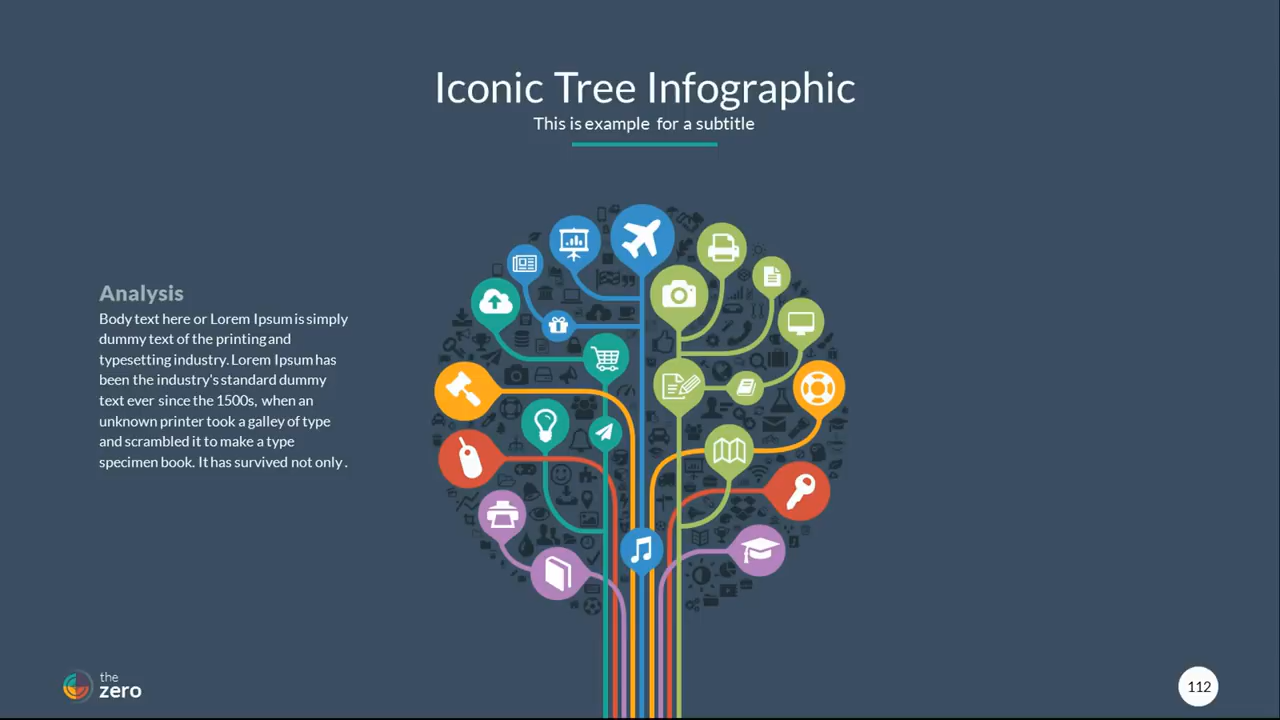 Iconic Tree Infographic
This is example for a subtitle
Analysis
Body text here or Lorem Ipsum is simply
dummy text of the printing and
typesetting industry. Lorem Ipsum has
been the industry's standard dummy
text ever since the 1500s, when an
unknown printer took a galley of type
and scrambled it to make a type
specimen book. It has survived not only .
the
zero
112